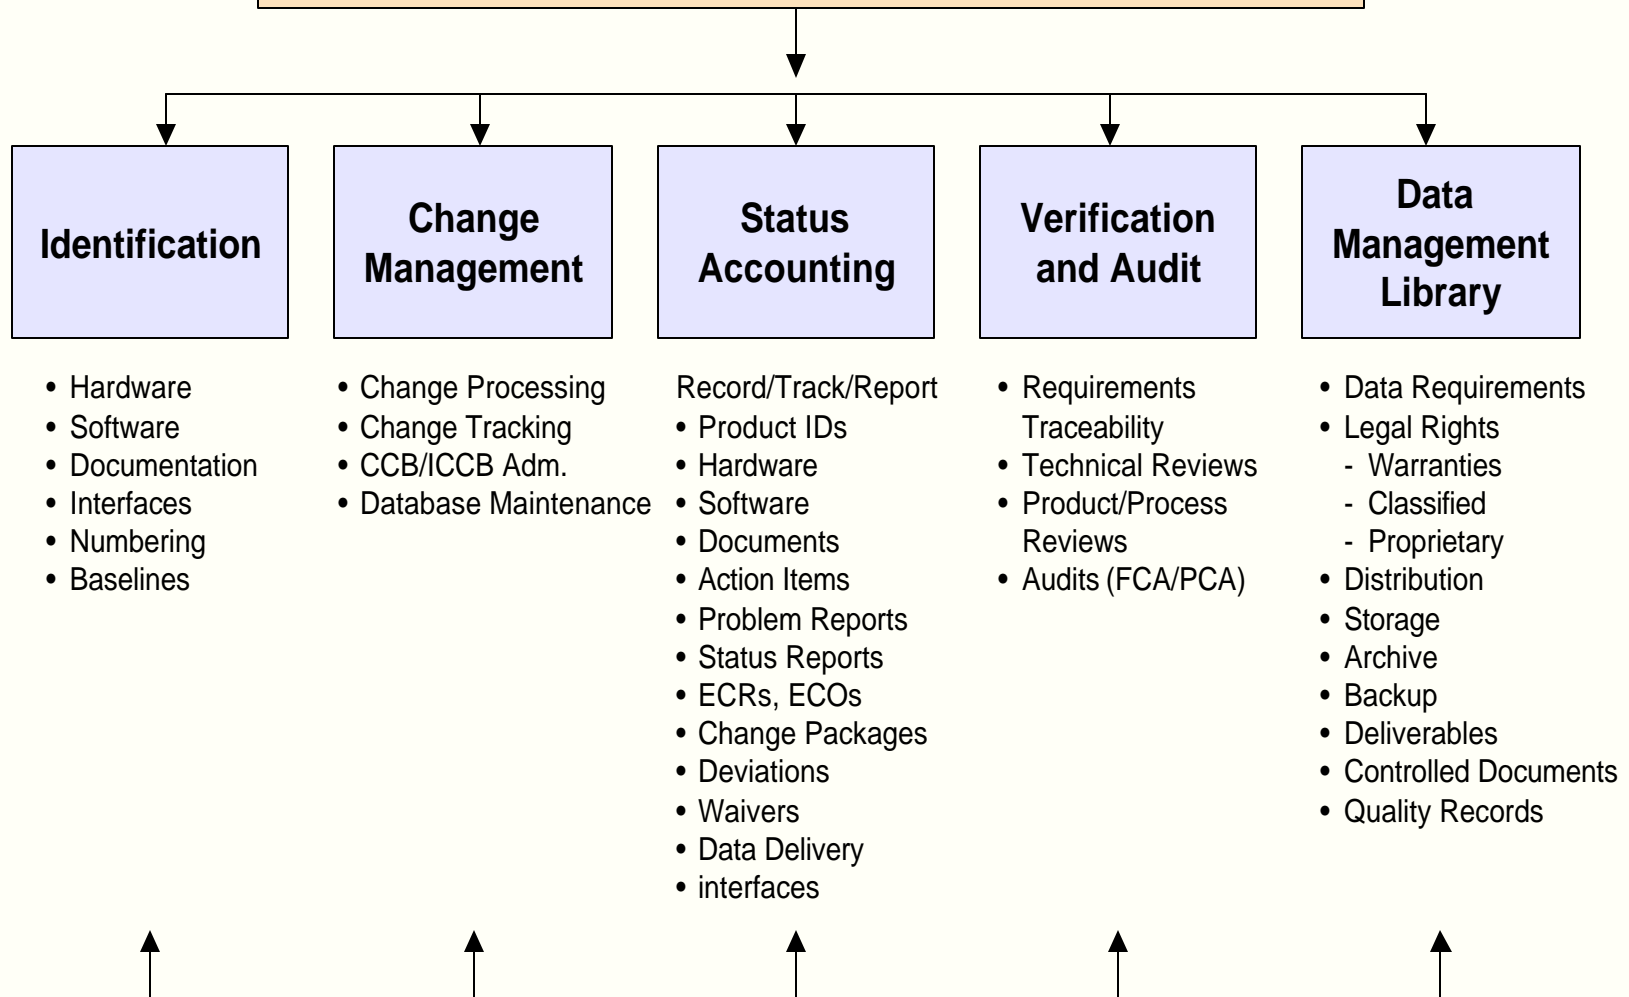 Identification
Change
Management
Status
Accounting
Verification
and Audit
Data
Management
Library
• Hardware
• Software
• Documentation
• Interfaces
• Numbering
• Baselines
• Change Processing
• Change Tracking
• CCB/ICCB Adm.
• Database Maintenance
Record/Track/Report
• Product IDs
• Hardware
• Software
• Documents
• Action Items
• Problem Reports
• Status Reports
• ECRs, ECOs
• Change Packages
• Deviations
• Waivers
• Data Delivery
• interfaces
• Requirements
Traceability
• Technical Reviews
• Product/Process
Reviews
• Audits (FCA/PCA)
• Data Requirements
• Legal Rights
- Warranties
- Classified
- Proprietary
• Distribution
• Storage
• Archive
• Backup
• Deliverables
• Controlled Documents
• Quality Records